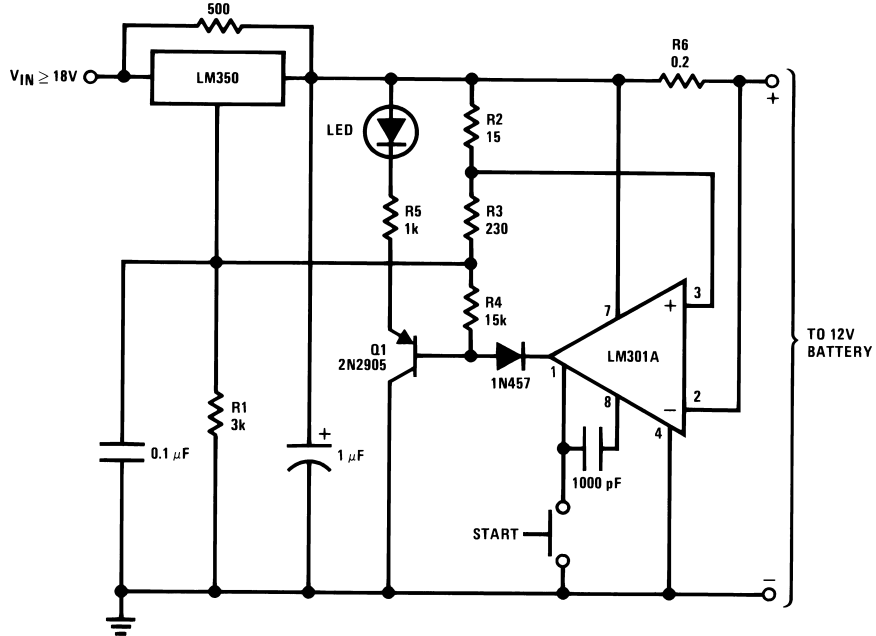 500
VIN ≥ 18V
LM350
R6
0.2
+
LED
R2
15
R5
1k
R3
230
R4
15k
7
+
3
Q1
2N2905
1N457
1
LM301A
TO 12V
BATTERY
8
−
2
4
R1
3k
0.1 μF
+
1 μF
1000 pF
START
−